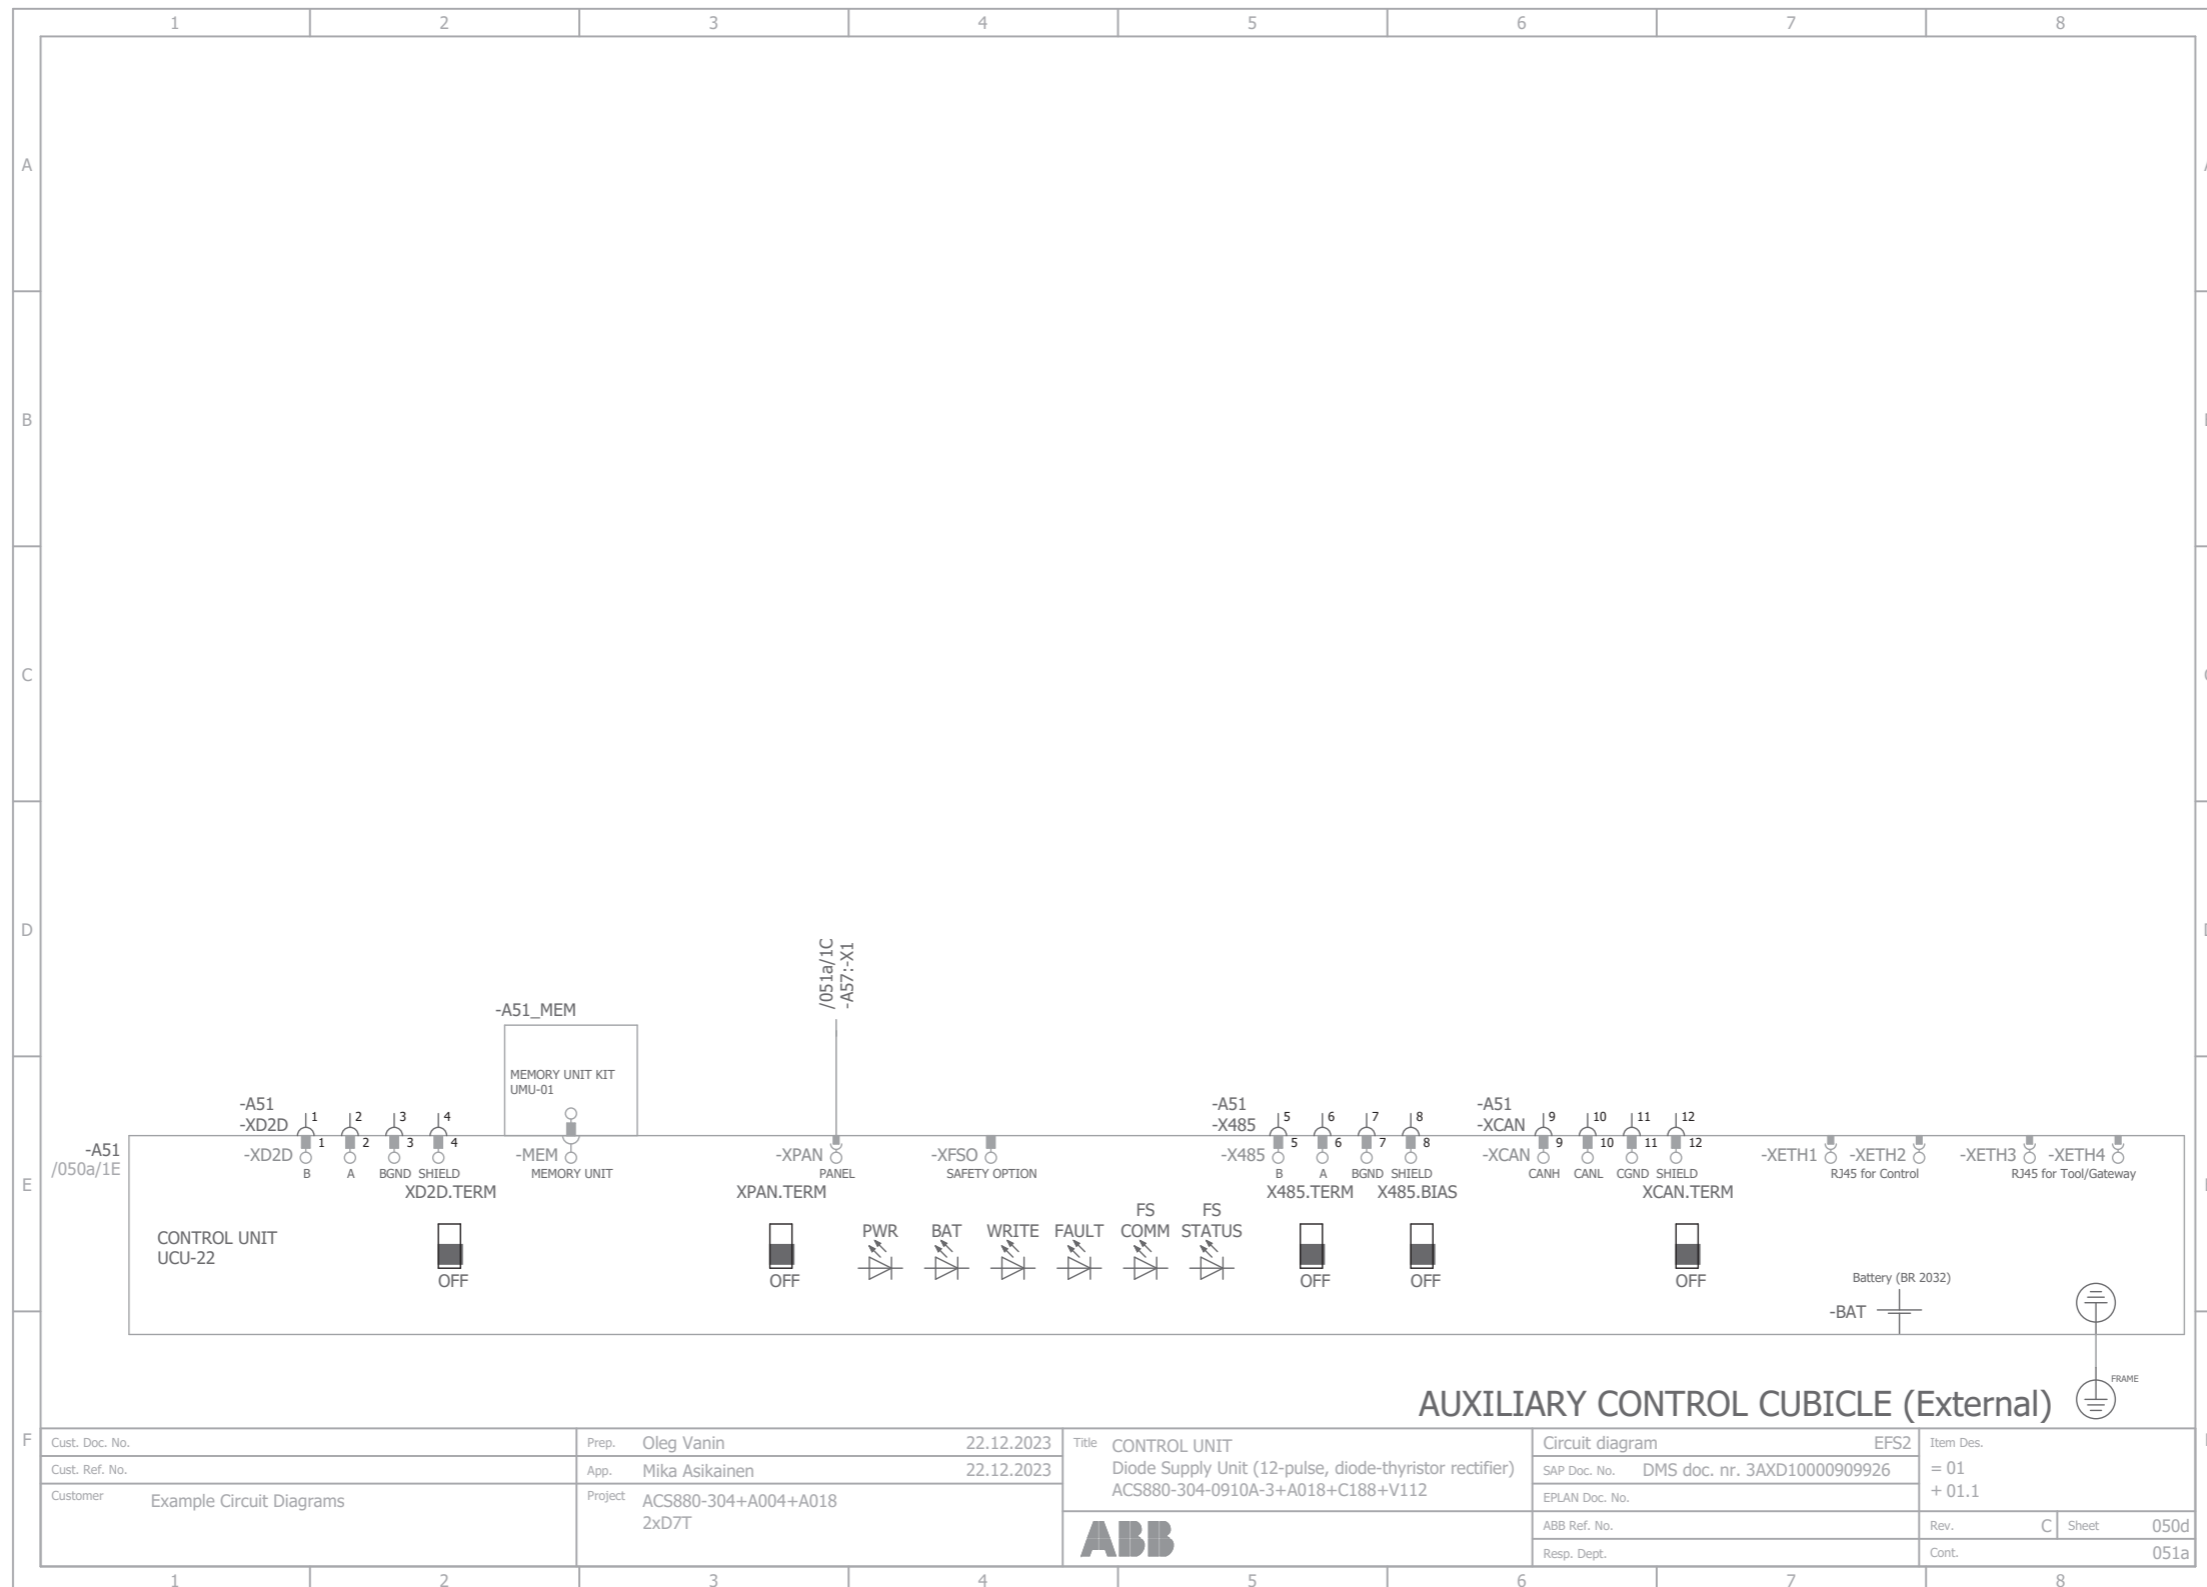 1 2 3 4 5 6 7 8
A
B
C
D
E
F
/051a/1C
-A57:-X1
-A51_MEM
MEMORY UNIT KIT
UMU-01
-A51
-XD2D
1 2 3 4
-A51
-X485
5 6 7 8
-A51
-XCAN
9 10 11 12
-A51
/050a/1E
-XD2D
1 2 3 4
B A BGND SHIELD
XD2D.TERM
OFF
-MEM
MEMORY UNIT
-XPAN
PANEL
XPAN.TERM
OFF
-XFSO
SAFETY OPTION
-X485
5 6 7 8
B A BGND SHIELD
X485.TERM X485.BIAS
OFF OFF
-XCAN
9 10 11 12
CANH CANL CGND SHIELD
XCAN.TERM
OFF
-XETH1 -XETH2
RJ45 for Control
-XETH3 -XETH4
RJ45 for Tool/Gateway
CONTROL UNIT
UCU-22
PWR BAT WRITE FAULT
FS
COMM
FS
STATUS
Battery (BR 2032)
-BAT
FRAME
AUXILIARY CONTROL CUBICLE (External)
Cust. Doc. No.
Cust. Ref. No.
Customer Example Circuit Diagrams
Prep. Oleg Vanin 22.12.2023
App. Mika Asikainen 22.12.2023
Project ACS880-304+A004+A018
2xD7T
Title CONTROL UNIT
Diode Supply Unit (12-pulse, diode-thyristor rectifier)
ACS880-304-0910A-3+A018+C188+V112
ABB
Circuit diagram EFS2
SAP Doc. No. DMS doc. nr. 3AXD10000909926
EPLAN Doc. No.
ABB Ref. No.
Resp. Dept.
Item Des.
= 01
+ 01.1
Rev. C Sheet 050d
Cont. 051a
1 2 3 4 5 6 7 8